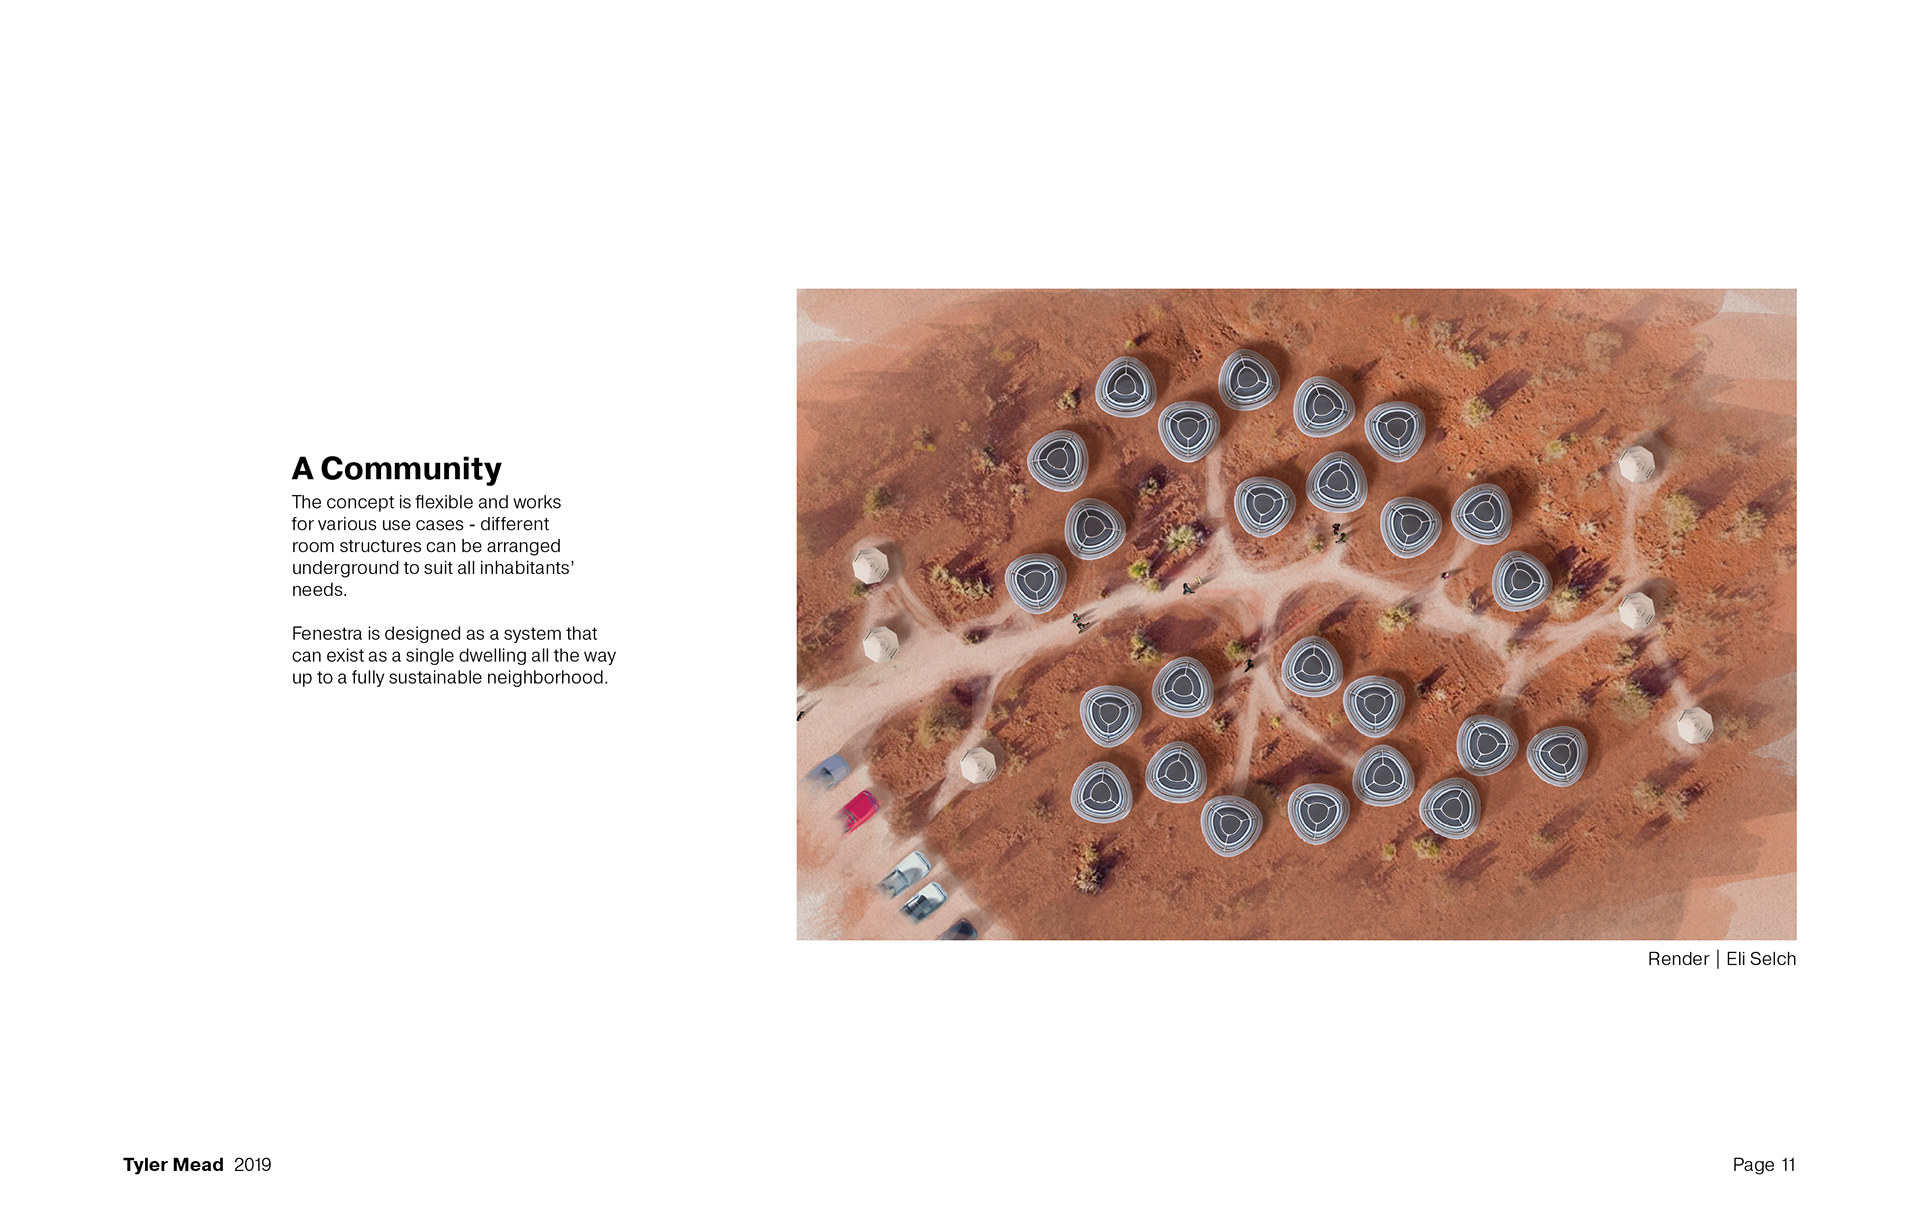 A Community
The concept is flexible and works
for various use cases - different
room structures can be arranged
underground to suit all inhabitants’
needs.
Fenestra is designed as a system that
can exist as a single dwelling all the way
up to a fully sustainable neighborhood.
Render | Eli Selch
Tyler Mead 2019
Page 11